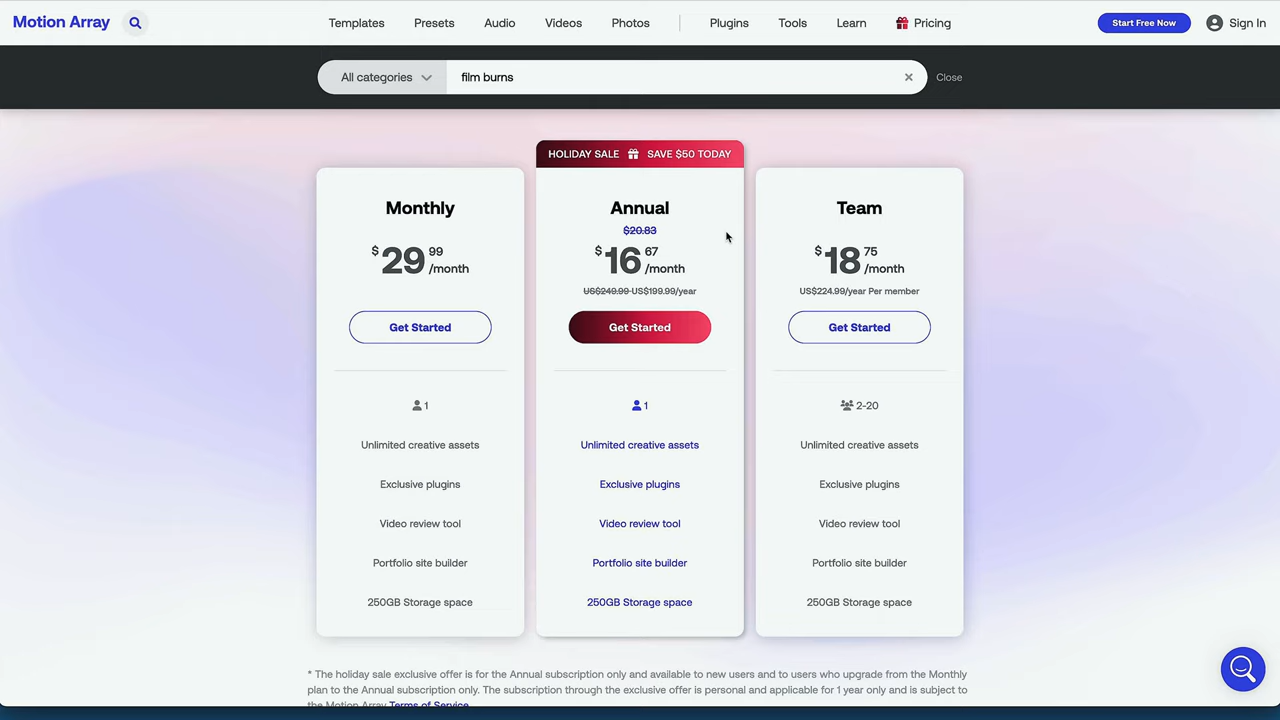 Motion Array
Templates
Presets
Audio
Videos
Photos
Plugins
Tools
Learn
Pricing
Start Free Now
Sign In
All categories
film burns
Close
HOLIDAY SALE SAVE $50 TODAY
Monthly
$29 99 /month
Get Started
1
Unlimited creative assets
Exclusive plugins
Video review tool
Portfolio site builder
250GB Storage space
Annual
$20.83
$16 67 /month
US$249.99 US$199.99/year
Get Started
1
Unlimited creative assets
Exclusive plugins
Video review tool
Portfolio site builder
250GB Storage space
Team
$18 75 /month
US$224.99/year Per member
Get Started
2-20
Unlimited creative assets
Exclusive plugins
Video review tool
Portfolio site builder
250GB Storage space
* The holiday sale exclusive offer is for the Annual subscription only and available to new users and to users who upgrade from the Monthly
plan to the Annual subscription only. The subscription through the exclusive offer is personal and applicable for 1 year only and is subject to
the Motion Array Terms of Service